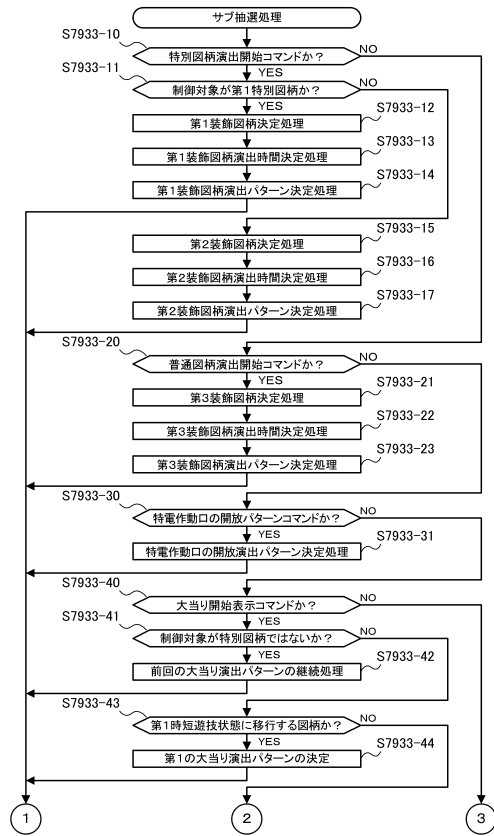 サブ抽選処理
S7933-10
特別図柄演出開始コマンドか？
NO
YES
S7933-11
制御対象が第1特別図柄か？
NO
YES
S7933-12
第1装飾図柄決定処理
S7933-13
第1装飾図柄演出時間決定処理
S7933-14
第1装飾図柄演出パターン決定処理
S7933-15
第2装飾図柄決定処理
S7933-16
第2装飾図柄演出時間決定処理
S7933-17
第2装飾図柄演出パターン決定処理
S7933-20
普通図柄演出開始コマンドか？
NO
YES
S7933-21
第3装飾図柄決定処理
S7933-22
第3装飾図柄演出時間決定処理
S7933-23
第3装飾図柄演出パターン決定処理
S7933-30
特電作動口の開放パターンコマンドか？
NO
YES
S7933-31
特電作動口の開放演出パターン決定処理
S7933-40
大当り開始表示コマンドか？
NO
YES
S7933-41
制御対象が特別図柄ではないか？
NO
YES
S7933-42
前回の大当り演出パターンの継続処理
S7933-43
第1時短遊技状態に移行する図柄か？
NO
YES
S7933-44
第1の大当り演出パターンの決定
1
2
3